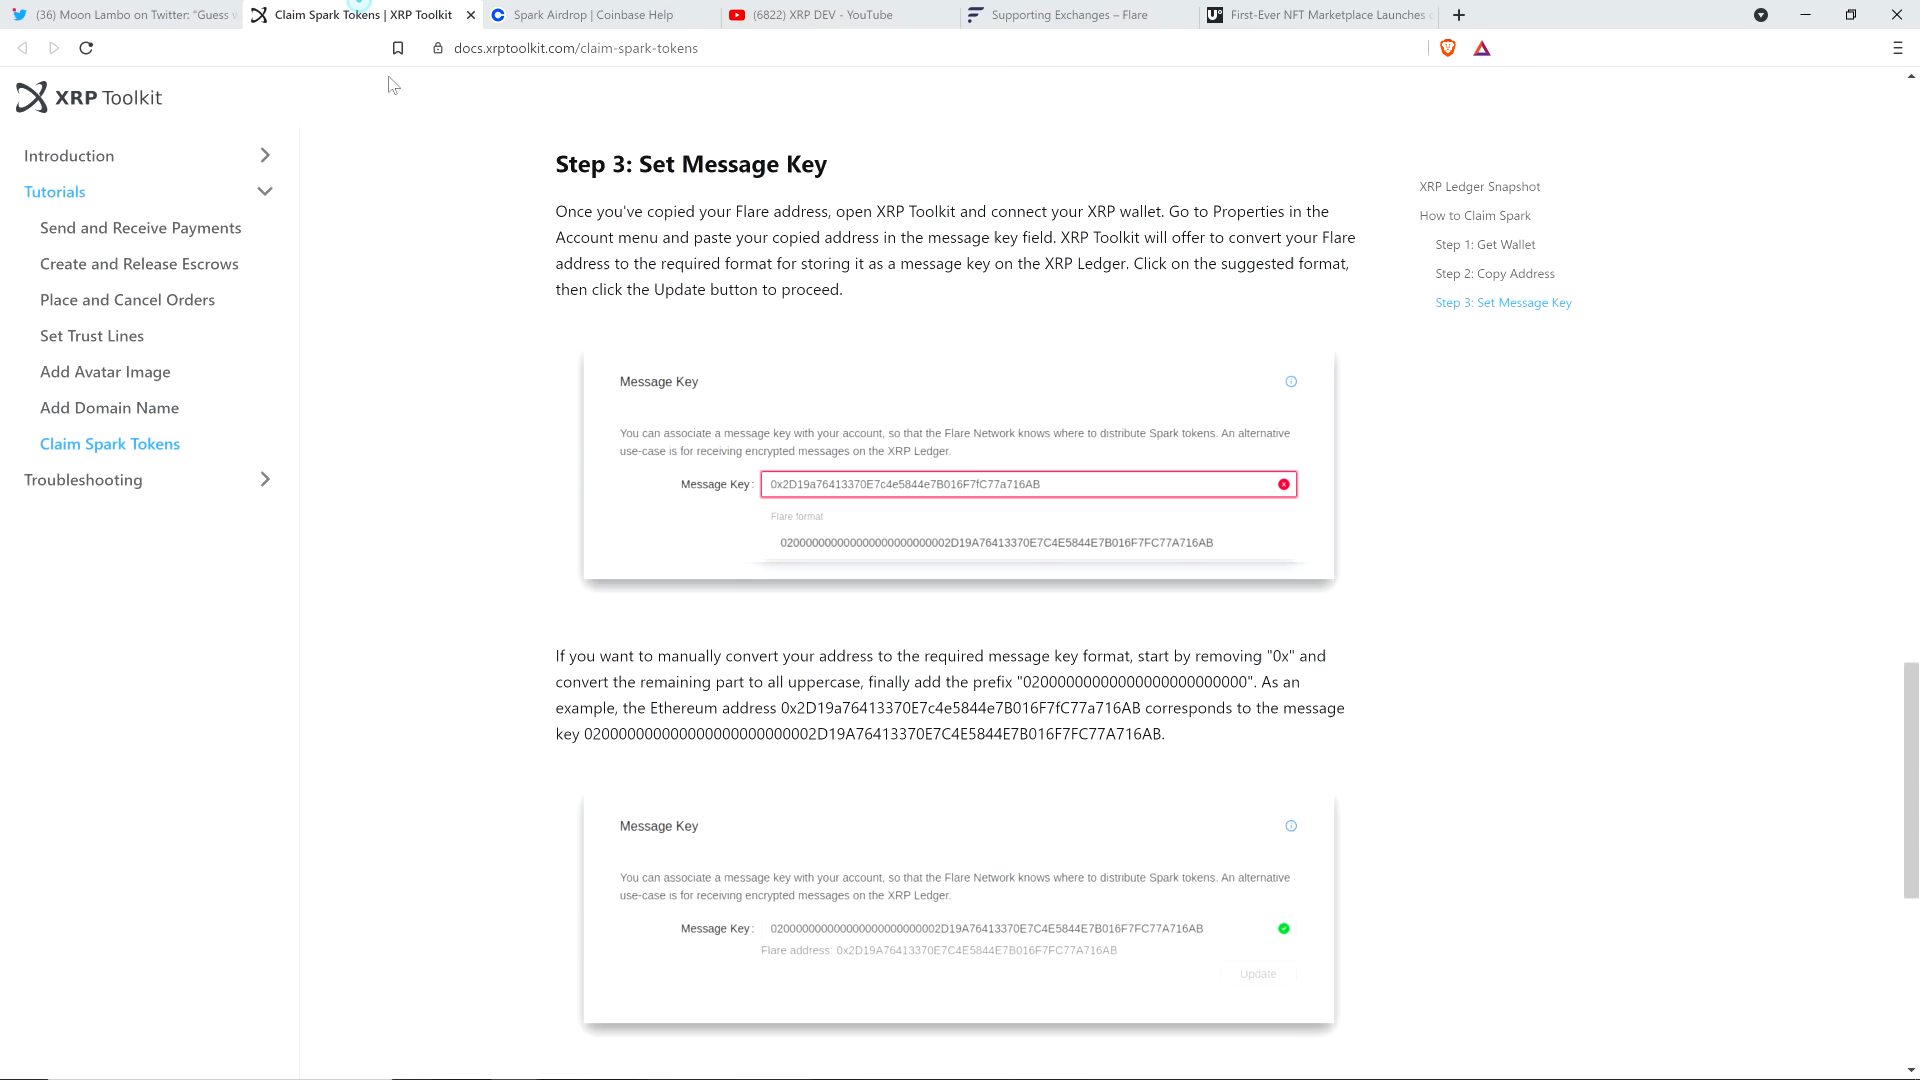 (36) Moon Lambo on Twitter: "Guess w
Claim Spark Tokens | XRP Toolkit
Spark Airdrop | Coinbase Help
(6822) XRP DEV - YouTube
Supporting Exchanges – Flare
First-Ever NFT Marketplace Launches
docs.xrptoolkit.com/claim-spark-tokens
XRP Toolkit
Introduction
Tutorials
Send and Receive Payments
Create and Release Escrows
Place and Cancel Orders
Set Trust Lines
Add Avatar Image
Add Domain Name
Claim Spark Tokens
Troubleshooting
Step 3: Set Message Key
Once you've copied your Flare address, open XRP Toolkit and connect your XRP wallet. Go to Properties in the
Account menu and paste your copied address in the message key field. XRP Toolkit will offer to convert your Flare
address to the required format for storing it as a message key on the XRP Ledger. Click on the suggested format,
then click the Update button to proceed.
Message Key
You can associate a message key with your account, so that the Flare Network knows where to distribute Spark tokens. An alternative
use-case is for receiving encrypted messages on the XRP Ledger.
Message Key: 0x2D19a76413370E7c4e5844e7B016F7fC77a716AB
Flare format
0200000000000000000000000002D19A76413370E7C4E5844E7B016F7FC77A716AB
If you want to manually convert your address to the required message key format, start by removing "0x" and
convert the remaining part to all uppercase, finally add the prefix "02000000000000000000000000". As an
example, the Ethereum address 0x2D19a76413370E7c4e5844e7B016F7fC77a716AB corresponds to the message
key 020000000000000000000000002D19A76413370E7C4E5844E7B016F7FC77A716AB.
Message Key
You can associate a message key with your account, so that the Flare Network knows where to distribute Spark tokens. An alternative
use-case is for receiving encrypted messages on the XRP Ledger.
Message Key: 020000000000000000000000002D19A76413370E7C4E5844E7B016F7FC77A716AB
Flare address: 0x2D19A76413370E7C4E5844E7B016F7FC77A716AB
Update
XRP Ledger Snapshot
How to Claim Spark
Step 1: Get Wallet
Step 2: Copy Address
Step 3: Set Message Key